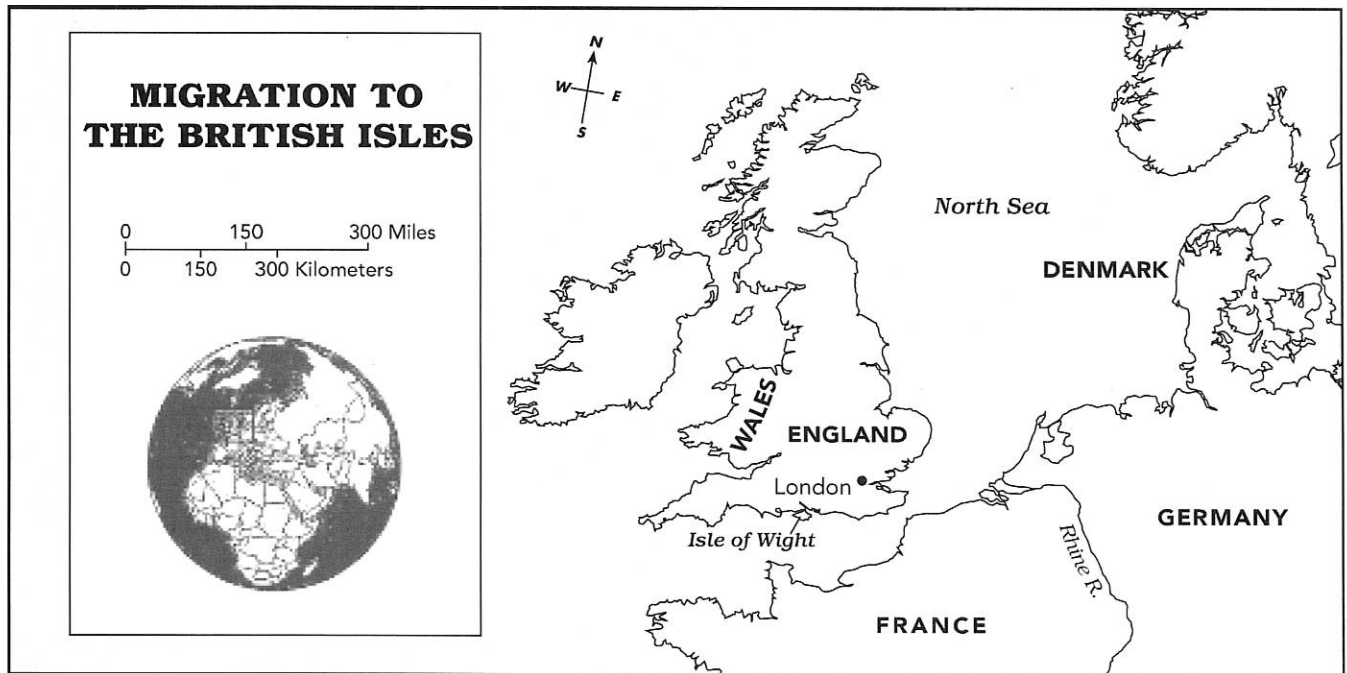 MIGRATION TO
THE BRITISH ISLES
0 150 300 Miles
0 150 300 Kilometers
N
W E
S
North Sea
DENMARK
WALES
ENGLAND
London
Isle of Wight
GERMANY
Rhine R.
FRANCE